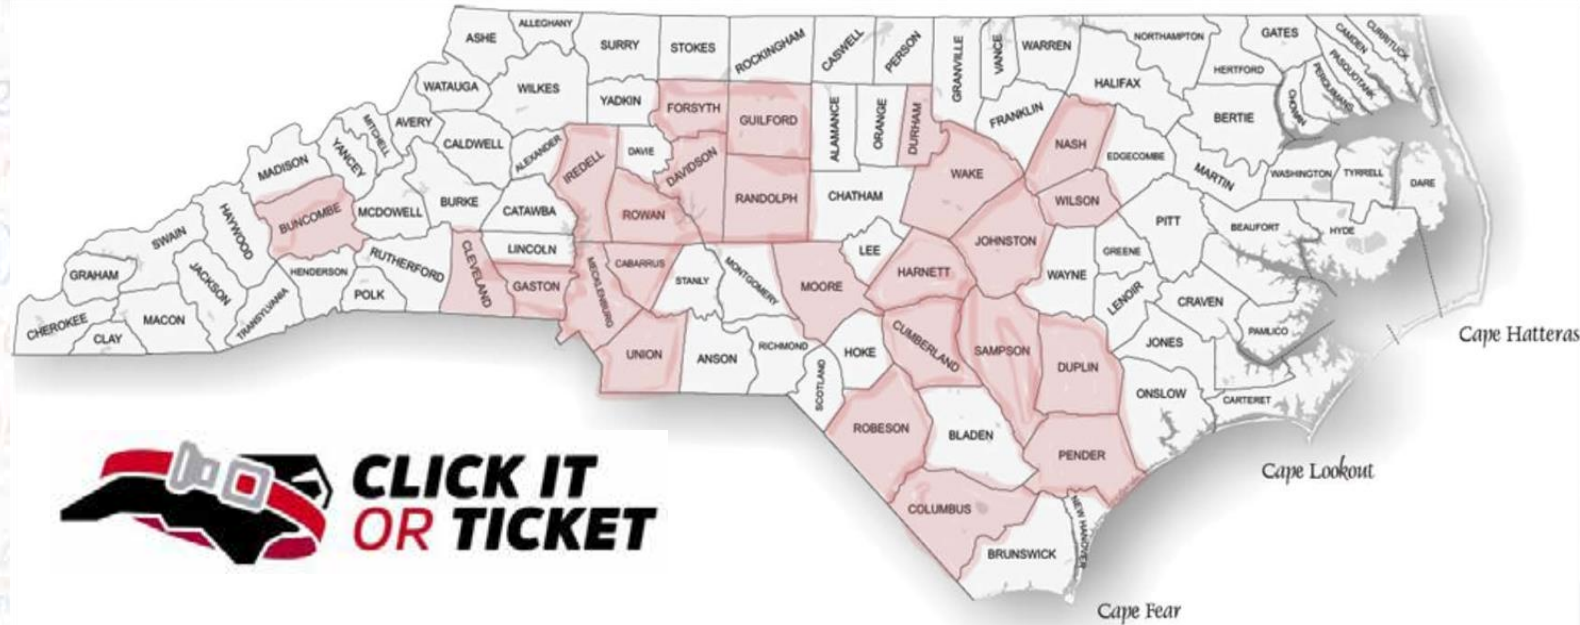 ALLEGHANY
ASHE
SURRY
STOKES
ROCKINGHAM
CASWELL
PERSON
GRANVILLE
VANCE
WARREN
NORTHAMPTON
GATES
CAMDEN
CURRITUCK
PASQUOTANK
PERQUIMANS
CHOWAN
HERTFORD
HALIFAX
WATAUGA
WILKES
YADKIN
FORSYTH
GUILFORD
ALAMANCE
ORANGE
DURHAM
FRANKLIN
NASH
EDGECOMBE
BERTIE
MARTIN
WASHINGTON
TYRRELL
DARE
MITCHELL
AVERY
CALDWELL
ALEXANDER
IREDELL
DAVIE
DAVIDSON
RANDOLPH
CHATHAM
WAKE
WILSON
PITT
BEAUFORT
HYDE
MADISON
YANCEY
BUNCOMBE
MCDOWELL
BURKE
CATAWBA
ROWAN
HAYWOOD
SWAIN
GRAHAM
JACKSON
HENDERSON
RUTHERFORD
CLEVELAND
LINCOLN
GASTON
MECKLENBURG
CABARRUS
STANLY
MONTGOMERY
MOORE
LEE
HARNETT
JOHNSTON
WAYNE
GREENE
LENOIR
CRAVEN
PAMLICO
CHEROKEE
CLAY
MACON
TRANSYLVANIA
POLK
UNION
ANSON
RICHMOND
SCOTLAND
HOKE
CUMBERLAND
SAMPSON
DUPLIN
JONES
ONSLOW
CARTERET
ROBESON
BLADEN
PENDER
COLUMBUS
BRUNSWICK
NEW HANOVER
Cape Hatteras
Cape Lookout
Cape Fear
CLICK IT
OR TICKET